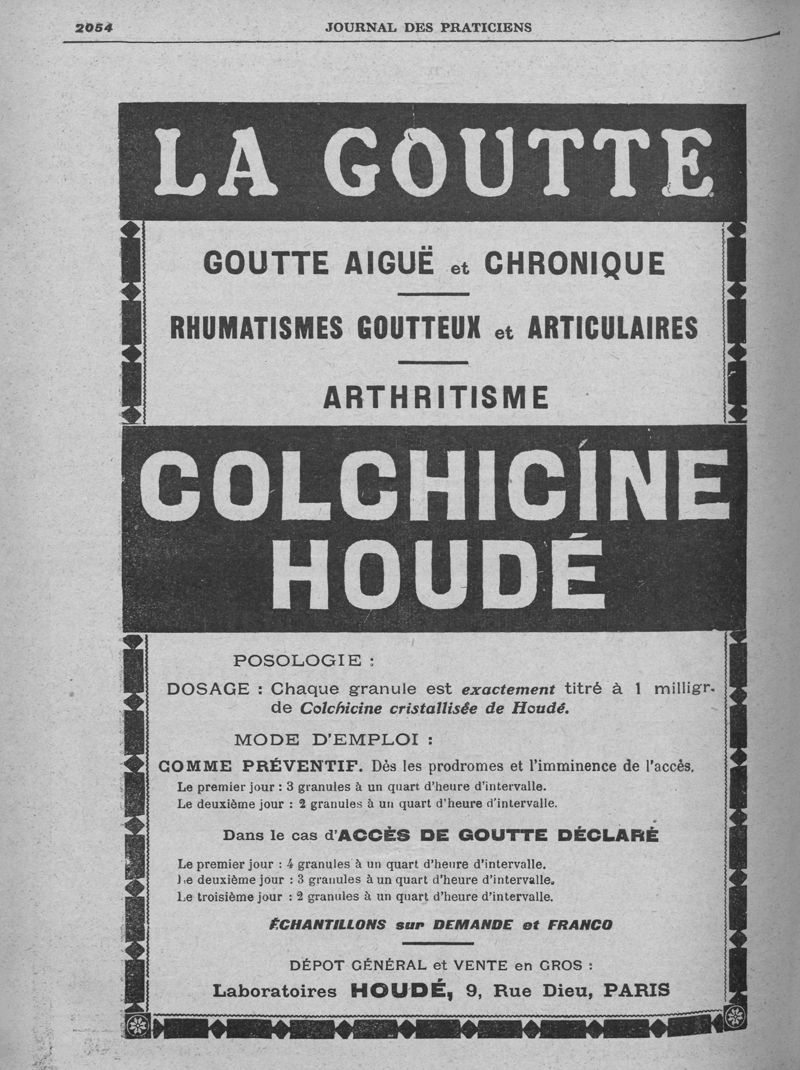 2054
JOURNAL DES PRATICIENS
LA GOUTTE
GOUTTE AIGUË et CHRONIQUE
RHUMATISMES GOUTTEUX et ARTICULAIRES
ARTHRITISME
COLCHICINE
HOUDÉ
POSOLOGIE :
DOSAGE : Chaque granule est exactement titré à 1 milligr.
de Colchicine cristallisée de Houdé.
MODE D'EMPLOI :
COMME PRÉVENTIF. Dès les prodromes et l'imminence de l'accès.
Le premier jour : 3 granules à un quart d'heure d'intervalle.
Le deuxième jour : 2 granules à un quart d'heure d'intervalle.
Dans le cas d'ACCÈS DE GOUTTE DÉCLARÉ
Le premier jour : 4 granules à un quart d'heure d'intervalle.
Le deuxième jour : 3 granules à un quart d'heure d'intervalle.
Le troisième jour : 2 granules à un quart d'heure d'intervalle.
ÉCHANTILLONS sur DEMANDE et FRANCO
DÉPOT GÉNÉRAL et VENTE en GROS :
Laboratoires HOUDÉ, 9, Rue Dieu, PARIS